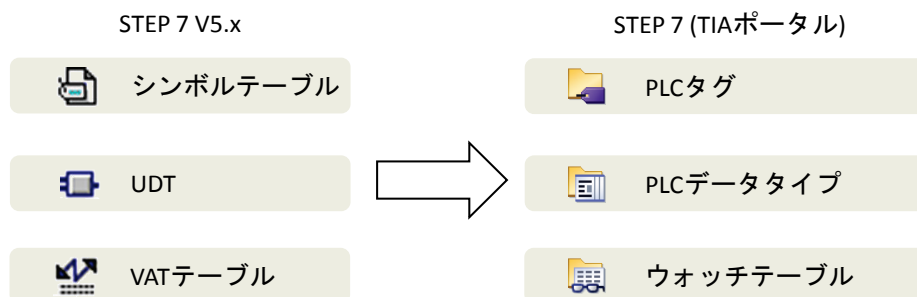 STEP 7 V5.x
STEP 7 (TIAポータル)
シンボルテーブル
PLCタグ
UDT
PLCデータタイプ
VATテーブル
ウォッチテーブル